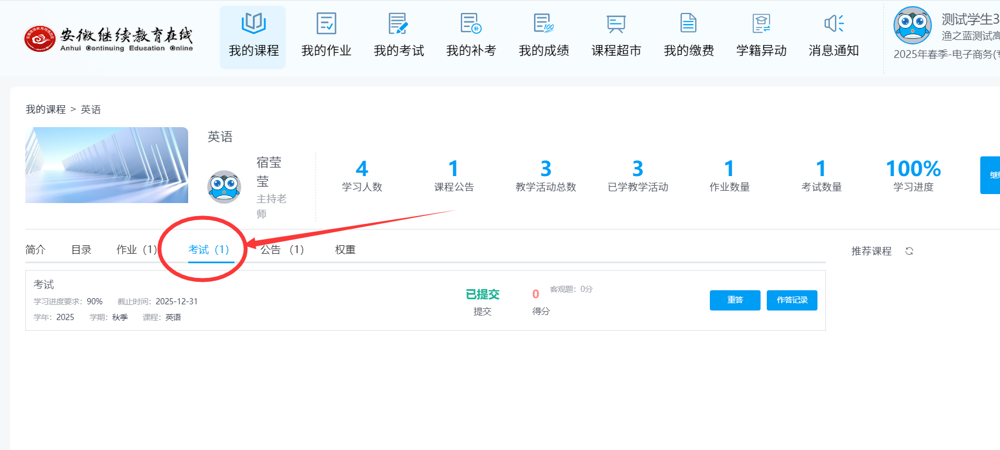 安徽继续教育在线
Anhui Continuing Education Online
我的课程 我的作业 我的考试 我的补考 我的成绩 课程超市 我的缴费 学籍异动 消息通知
补
100
测试学生3
渔之蓝测试高
2025年春季-电子商务(
我的课程 > 英语
英语
宿莹
莹
主持老
师
4 1 3 3 1 1 100%
学习人数 课程公告 教学活动总数 已学教学活动 作业数量 考试数量 学习进度
简介 目录 作业（1） 考试（1） 公告 （1） 权重
推荐课程
考试
学习进度要求：90% 截止时间：2025-12-31
学年：2025 学期：秋季 课程：英语
已提交
提交
0 客观题：0分
得分
重答 作答记录